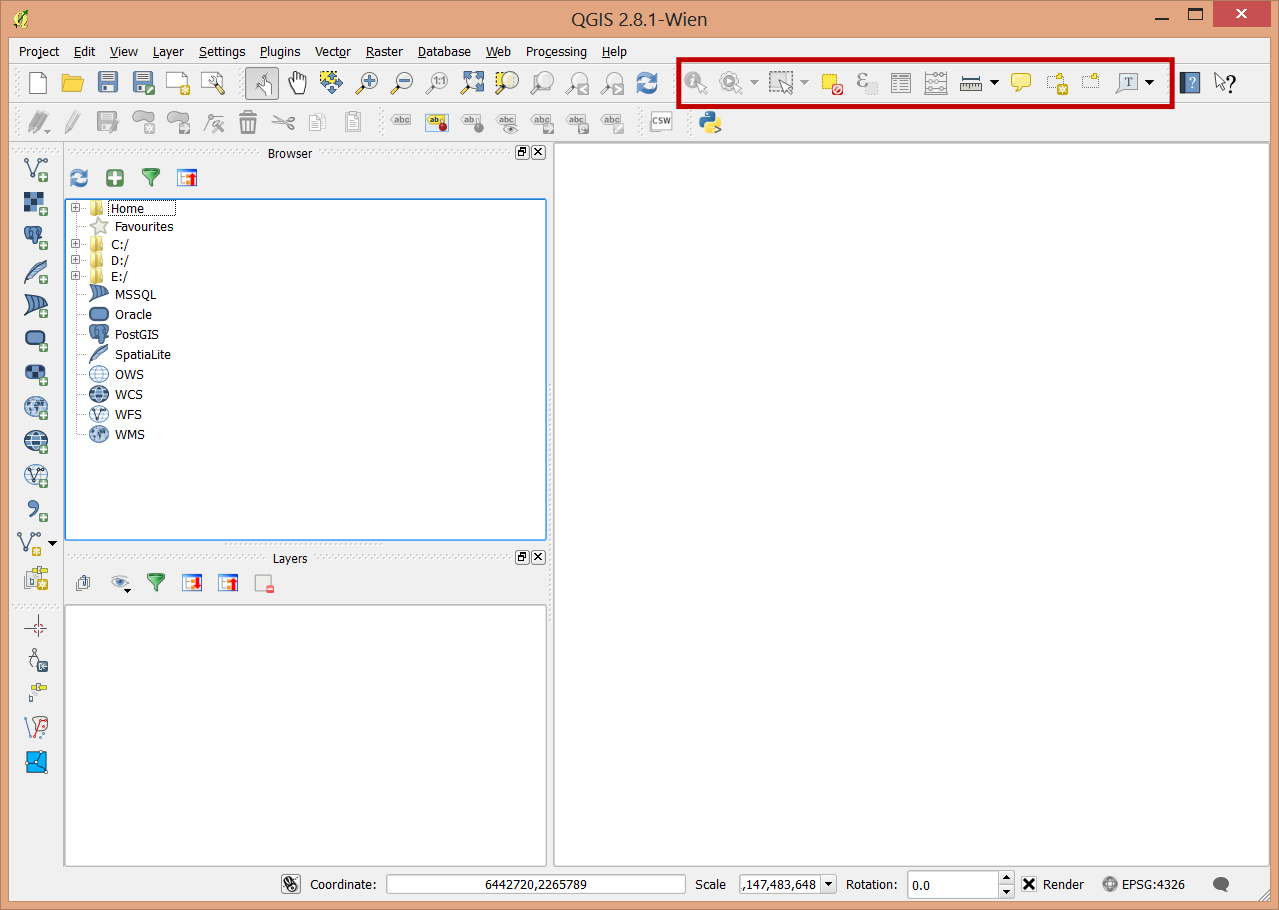 QGIS 2.8.1-Wien
Project Edit View Layer Settings Plugins Vector Raster Database Web Processing Help
1:1
T
?
?
abc abc abc abc abc abc abc CSW
Browser
Home
Favourites
C:/
D:/
E:/
MSSQL
Oracle
PostGIS
SpatiaLite
OWS
WCS
WFS
WMS
Layers
Coordinate: 6442720,2265789 Scale ,147,483,648 Rotation: 0.0 Render EPSG:4326